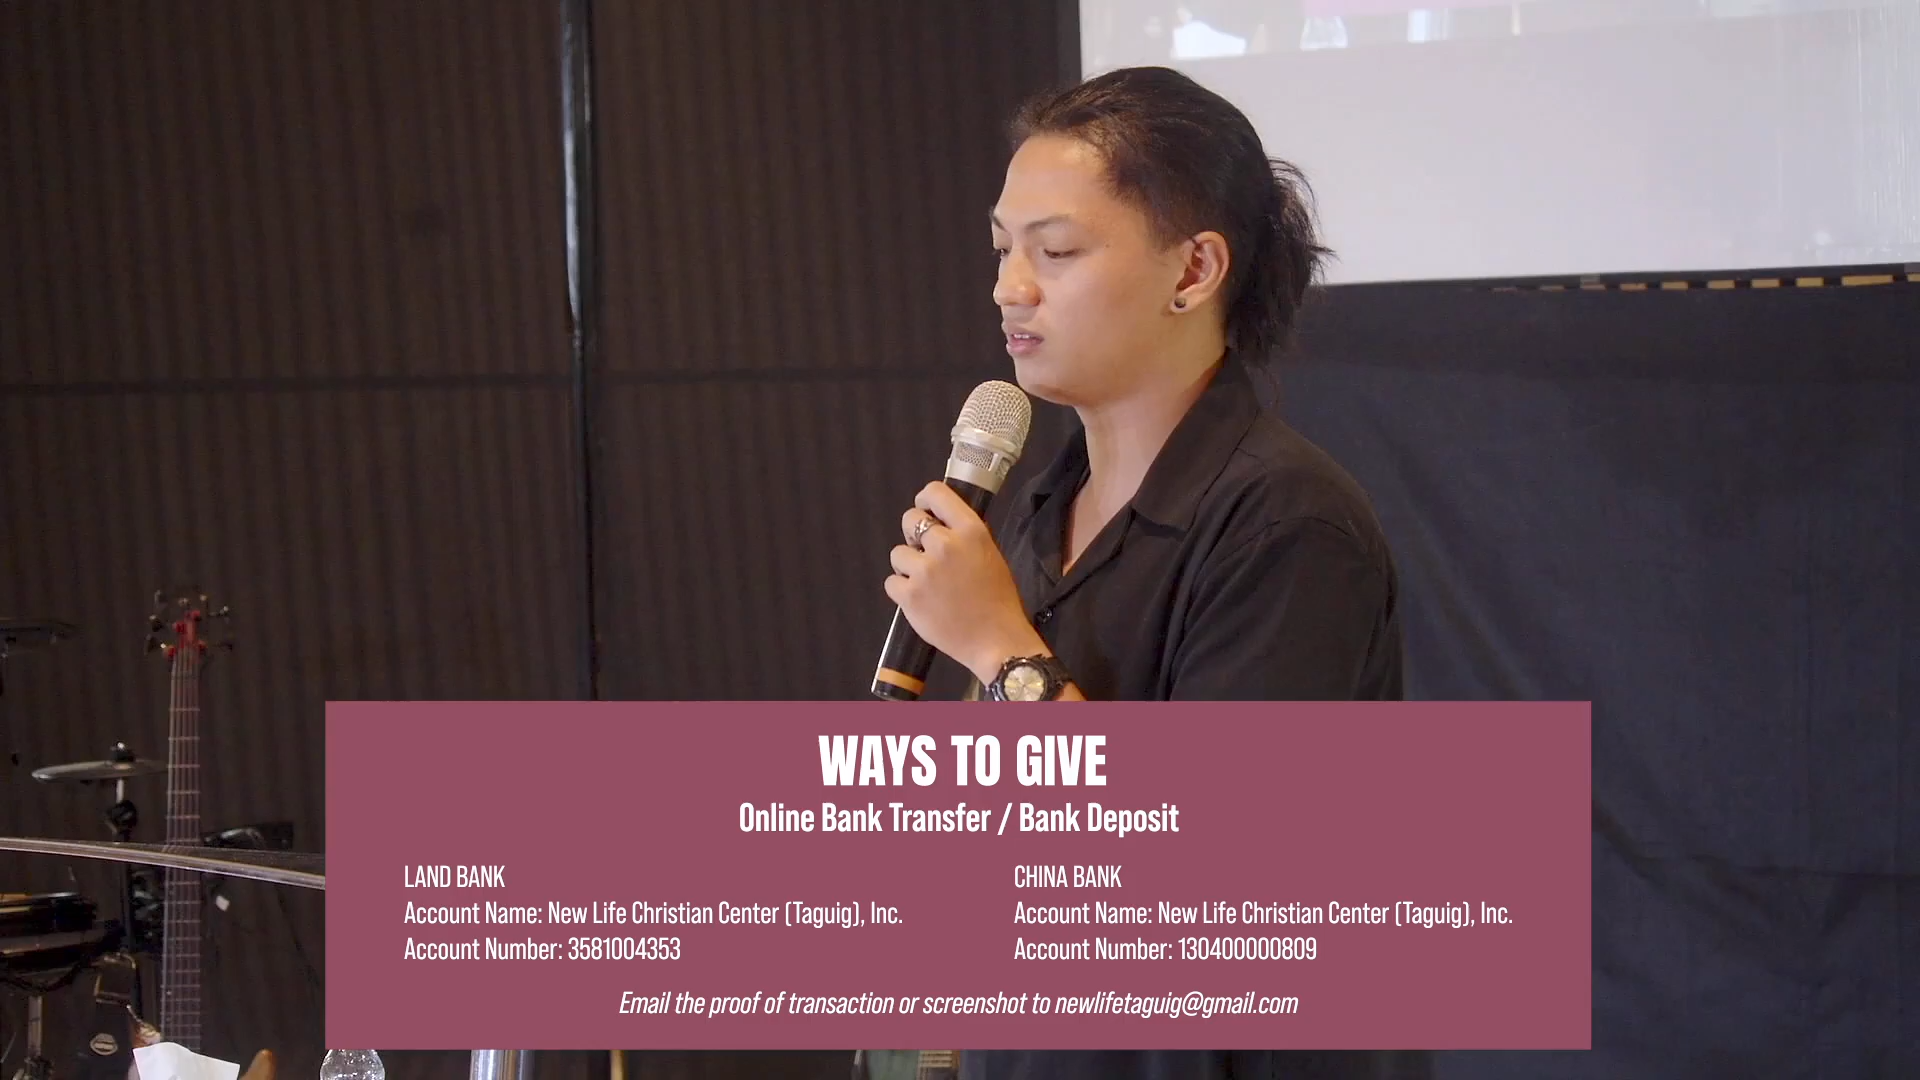 WAYS TO GIVE
Online Bank Transfer / Bank Deposit
LAND BANK
Account Name: New Life Christian Center (Taguig), Inc.
Account Number: 3581004353
CHINA BANK
Account Name: New Life Christian Center (Taguig), Inc.
Account Number: 130400000809
Email the proof of transaction or screenshot to newlifetaguig@gmail.com